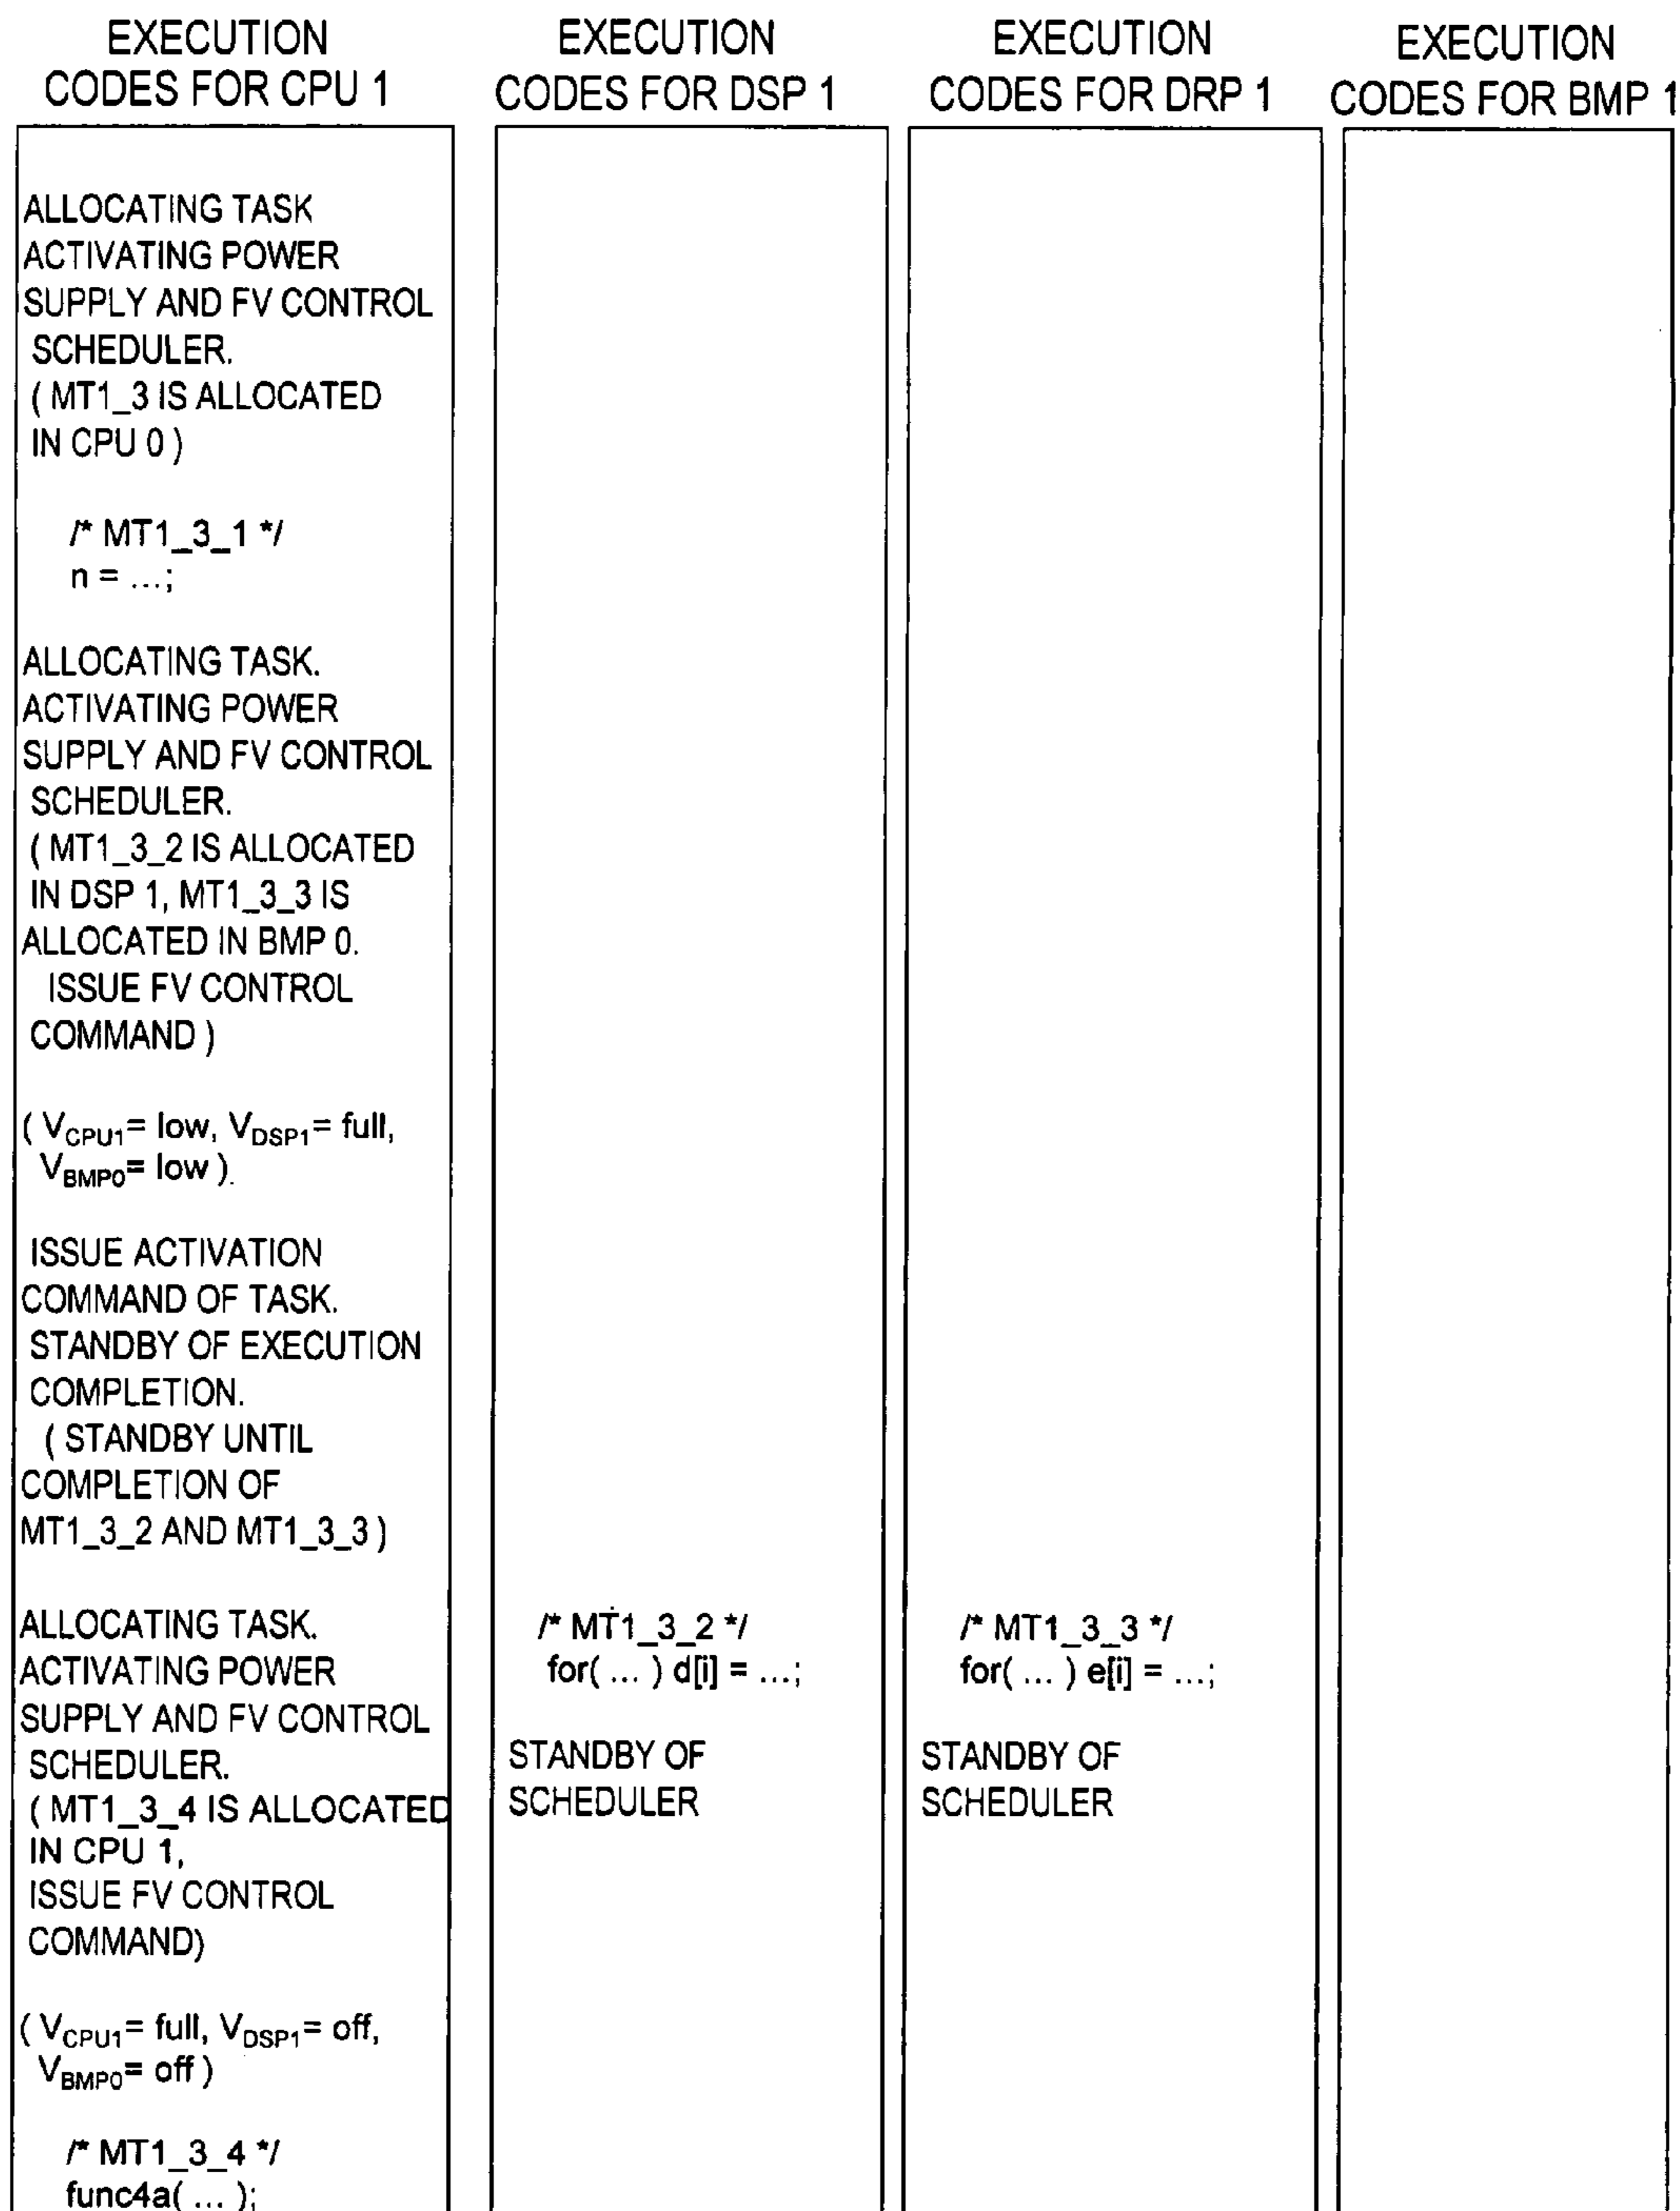 EXECUTION
CODES FOR CPU 1
EXECUTION
CODES FOR DSP 1
EXECUTION
CODES FOR DRP 1
EXECUTION
CODES FOR BMP 1
ALLOCATING TASK
ACTIVATING POWER
SUPPLY AND FV CONTROL
SCHEDULER.
( MT1_3 IS ALLOCATED
IN CPU 0 )
/* MT1_3_1 */
n = ...;
ALLOCATING TASK.
ACTIVATING POWER
SUPPLY AND FV CONTROL
SCHEDULER.
( MT1_3_2 IS ALLOCATED
IN DSP 1, MT1_3_3 IS
ALLOCATED IN BMP 0.
ISSUE FV CONTROL
COMMAND )
( VCPU1= low, VDSP1= full,
VBMP0= low ).
ISSUE ACTIVATION
COMMAND OF TASK.
STANDBY OF EXECUTION
COMPLETION.
( STANDBY UNTIL
COMPLETION OF
MT1_3_2 AND MT1_3_3 )
ALLOCATING TASK.
ACTIVATING POWER
SUPPLY AND FV CONTROL
SCHEDULER.
( MT1_3_4 IS ALLOCATED
IN CPU 1,
ISSUE FV CONTROL
COMMAND)
( VCPU1= full, VDSP1= off,
VBMP0= off )
/* MT1_3_4 */
func4a( ... );
/* MT1_3_2 */
for( ... ) d[i] = ...;
STANDBY OF
SCHEDULER
/* MT1_3_3 */
for( ... ) e[i] = ...;
STANDBY OF
SCHEDULER